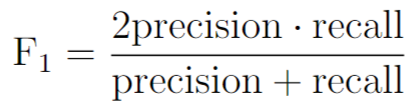 F₁ = 2precision · recall / precision + recall